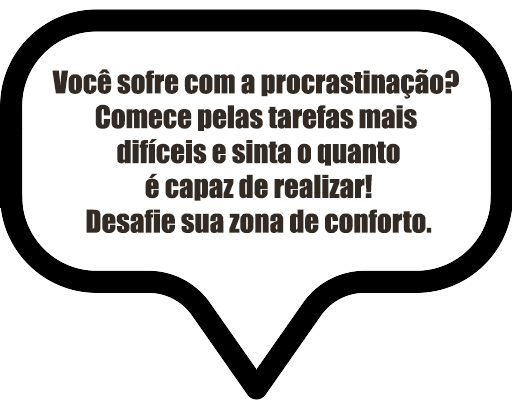 Você sofre com a procrastinação?
Comece pelas tarefas mais
difíceis e sinta o quanto
é capaz de realizar!
Desafie sua zona de conforto.